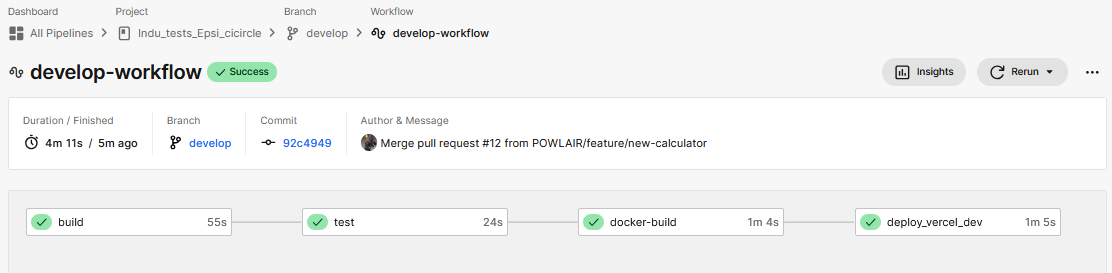 Dashboard Project Branch Workflow
All Pipelines Indu_tests_Epsi_cicircle develop develop-workflow
develop-workflow Success Insights Rerun
Duration / Finished Branch Commit Author & Message
4m 11s / 5m ago develop 92c4949 Merge pull request #12 from POWLAIR/feature/new-calculator
build 55s test 24s docker-build 1m 4s deploy_vercel_dev 1m 5s